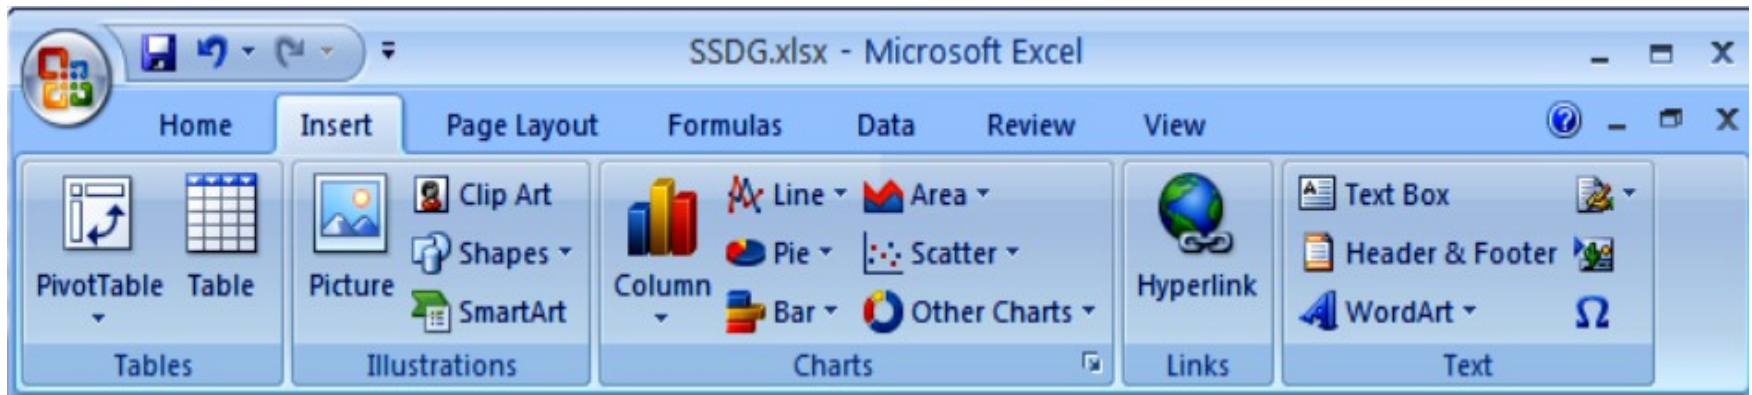 SSDG.xlsx - Microsoft Excel
Home Insert Page Layout Formulas Data Review View
PivotTable
Table
Tables
Picture
Clip Art
Shapes
SmartArt
Illustrations
Column
Line
Pie
Bar
Area
Scatter
Other Charts
Charts
Hyperlink
Links
Text Box
Header & Footer
WordArt
Ω
Text